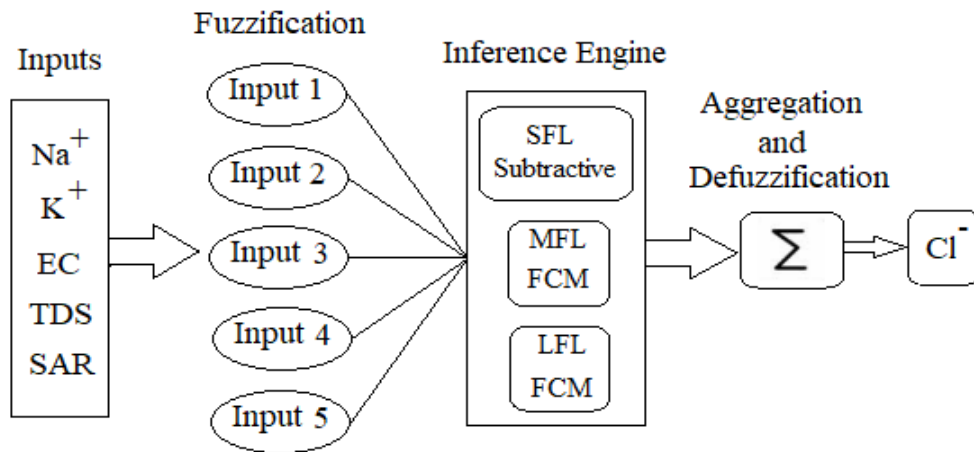 Inputs
Na+
K+
EC
TDS
SAR
Fuzzification
Input 1
Input 2
Input 3
Input 4
Input 5
Inference Engine
SFL
Subtractive
MFL
FCM
LFL
FCM
Aggregation
and
Defuzzification
Σ
Cl-